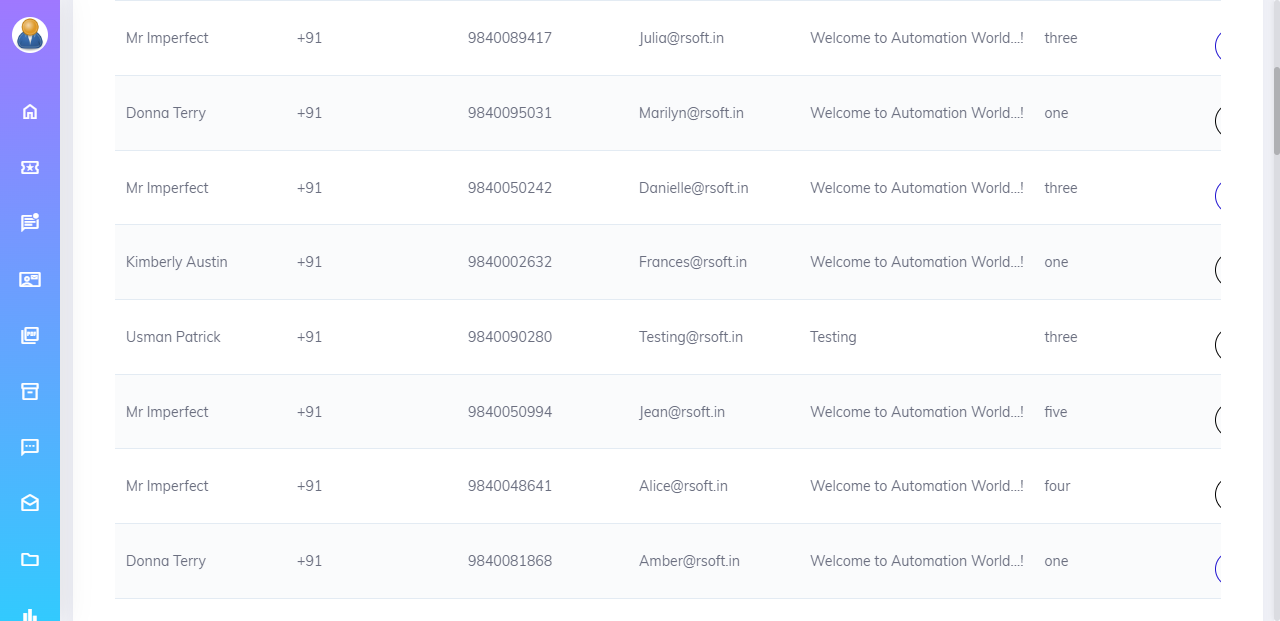 Mr Imperfect +91 9840089417 Julia@rsoft.in Welcome to Automation World...! three
Donna Terry +91 9840095031 Marilyn@rsoft.in Welcome to Automation World...! one
Mr Imperfect +91 9840050242 Danielle@rsoft.in Welcome to Automation World...! three
Kimberly Austin +91 9840002632 Frances@rsoft.in Welcome to Automation World...! one
Usman Patrick +91 9840090280 Testing@rsoft.in Testing three
Mr Imperfect +91 9840050994 Jean@rsoft.in Welcome to Automation World...! five
Mr Imperfect +91 9840048641 Alice@rsoft.in Welcome to Automation World...! four
Donna Terry +91 9840081868 Amber@rsoft.in Welcome to Automation World...! one